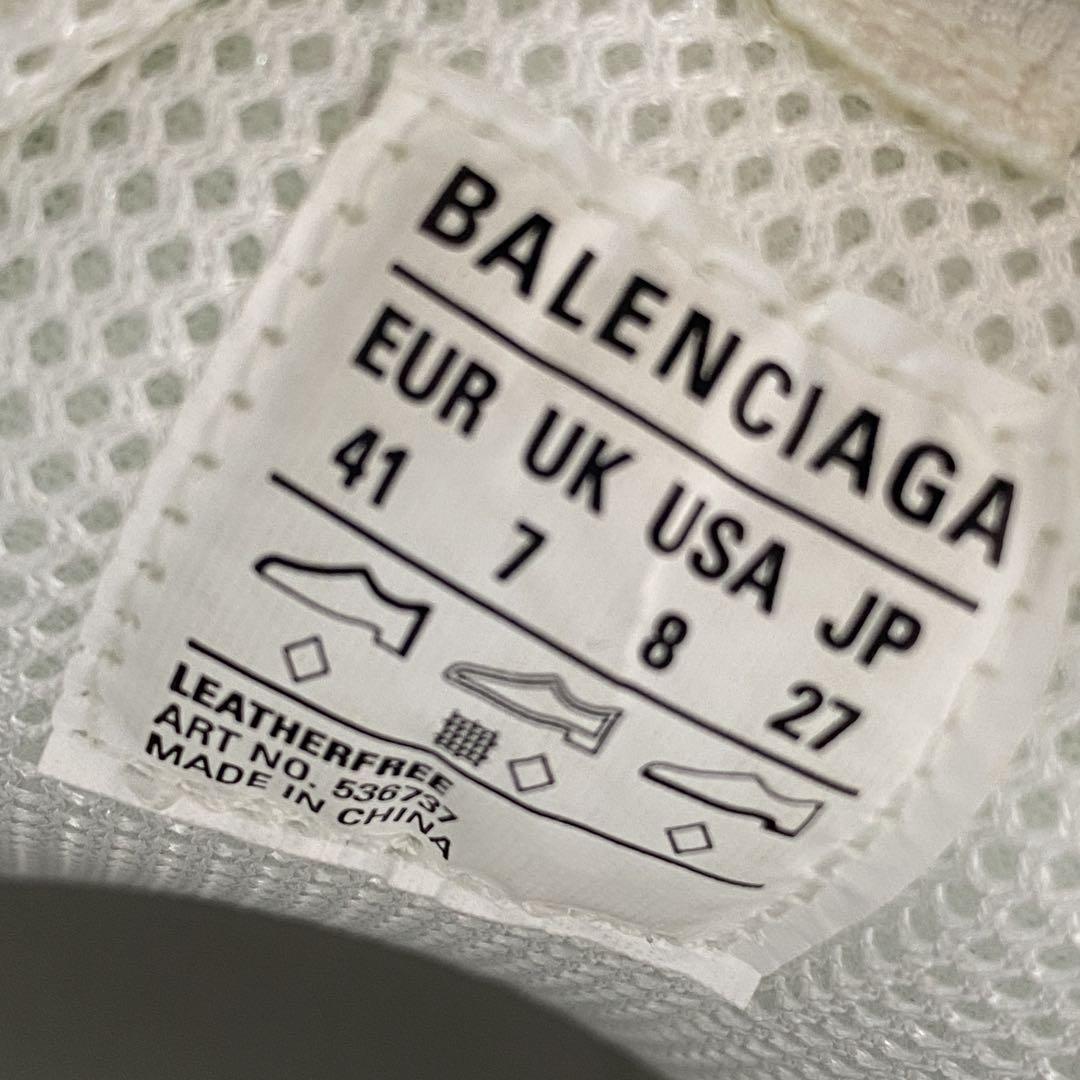 BALENCIAGA
EUR UK USA JP
41 7 8 27
LEATHERFREE
ART NO. 536737
MADE IN CHINA